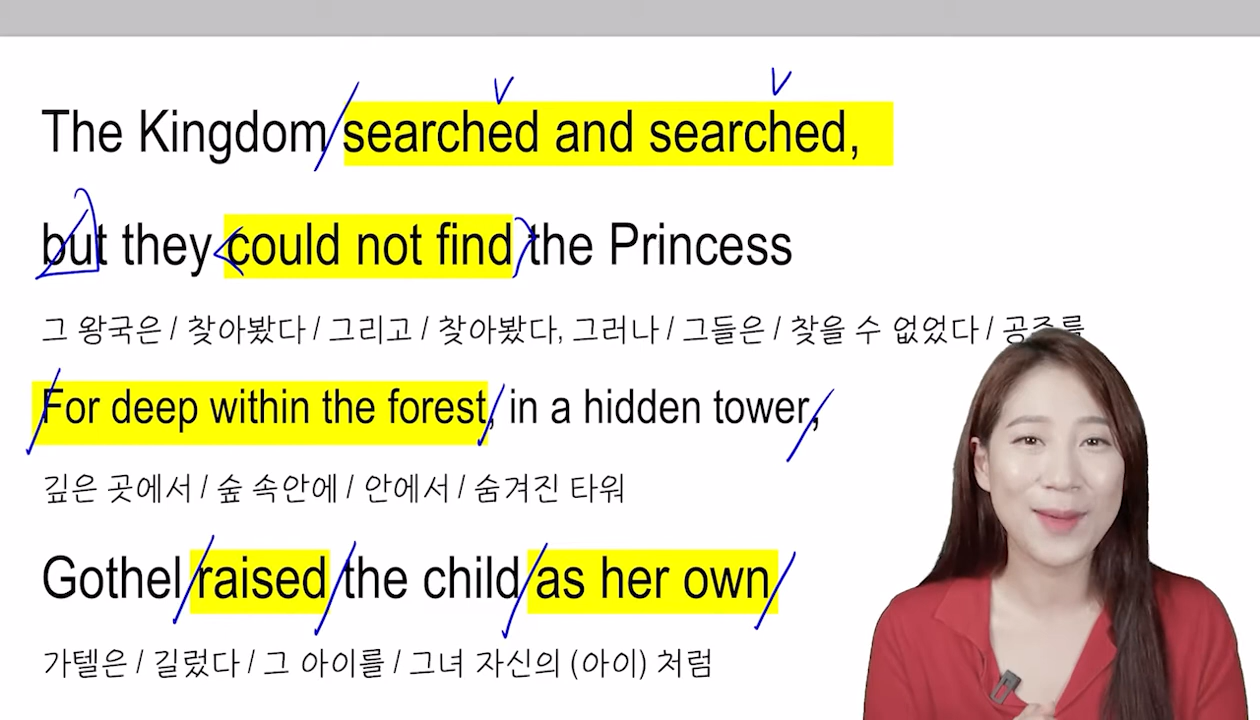 The Kingdom searched and searched,
but they could not find the Princess
그 왕국은 / 찾아봤다 / 그리고 / 찾아봤다, 그러나 / 그들은 / 찾을 수 없었다 / 공주를
For deep within the forest, in a hidden tower,
깊은 곳에서 / 숲 속안에 / 안에서 / 숨겨진 타워
Gothel raised the child as her own
가텔은 / 길렀다 / 그 아이를 / 그녀 자신의 (아이) 처럼